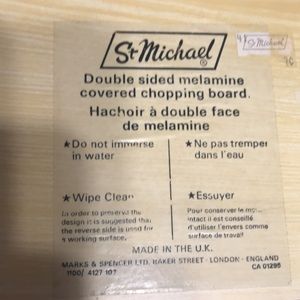 St Michael ®
St Michael
Double sided melamine
covered chopping board.
Hachoir à double face
de melamine
★Do not immerse
in water
★Ne pas tremper
dans l'eau
★Wipe Clean
In order to preserve the
design it is suggested that
the reverse side is used for
a working surface.
★Essuyer
Pour conserver le
intact il est conseillé
d'utiliser l'envers comme
surface de travail
MADE IN THE U.K.
MARKS & SPENCER LTD. BAKER STREET · LONDON · ENGLAND
1100/ 4127 107
CA 01295